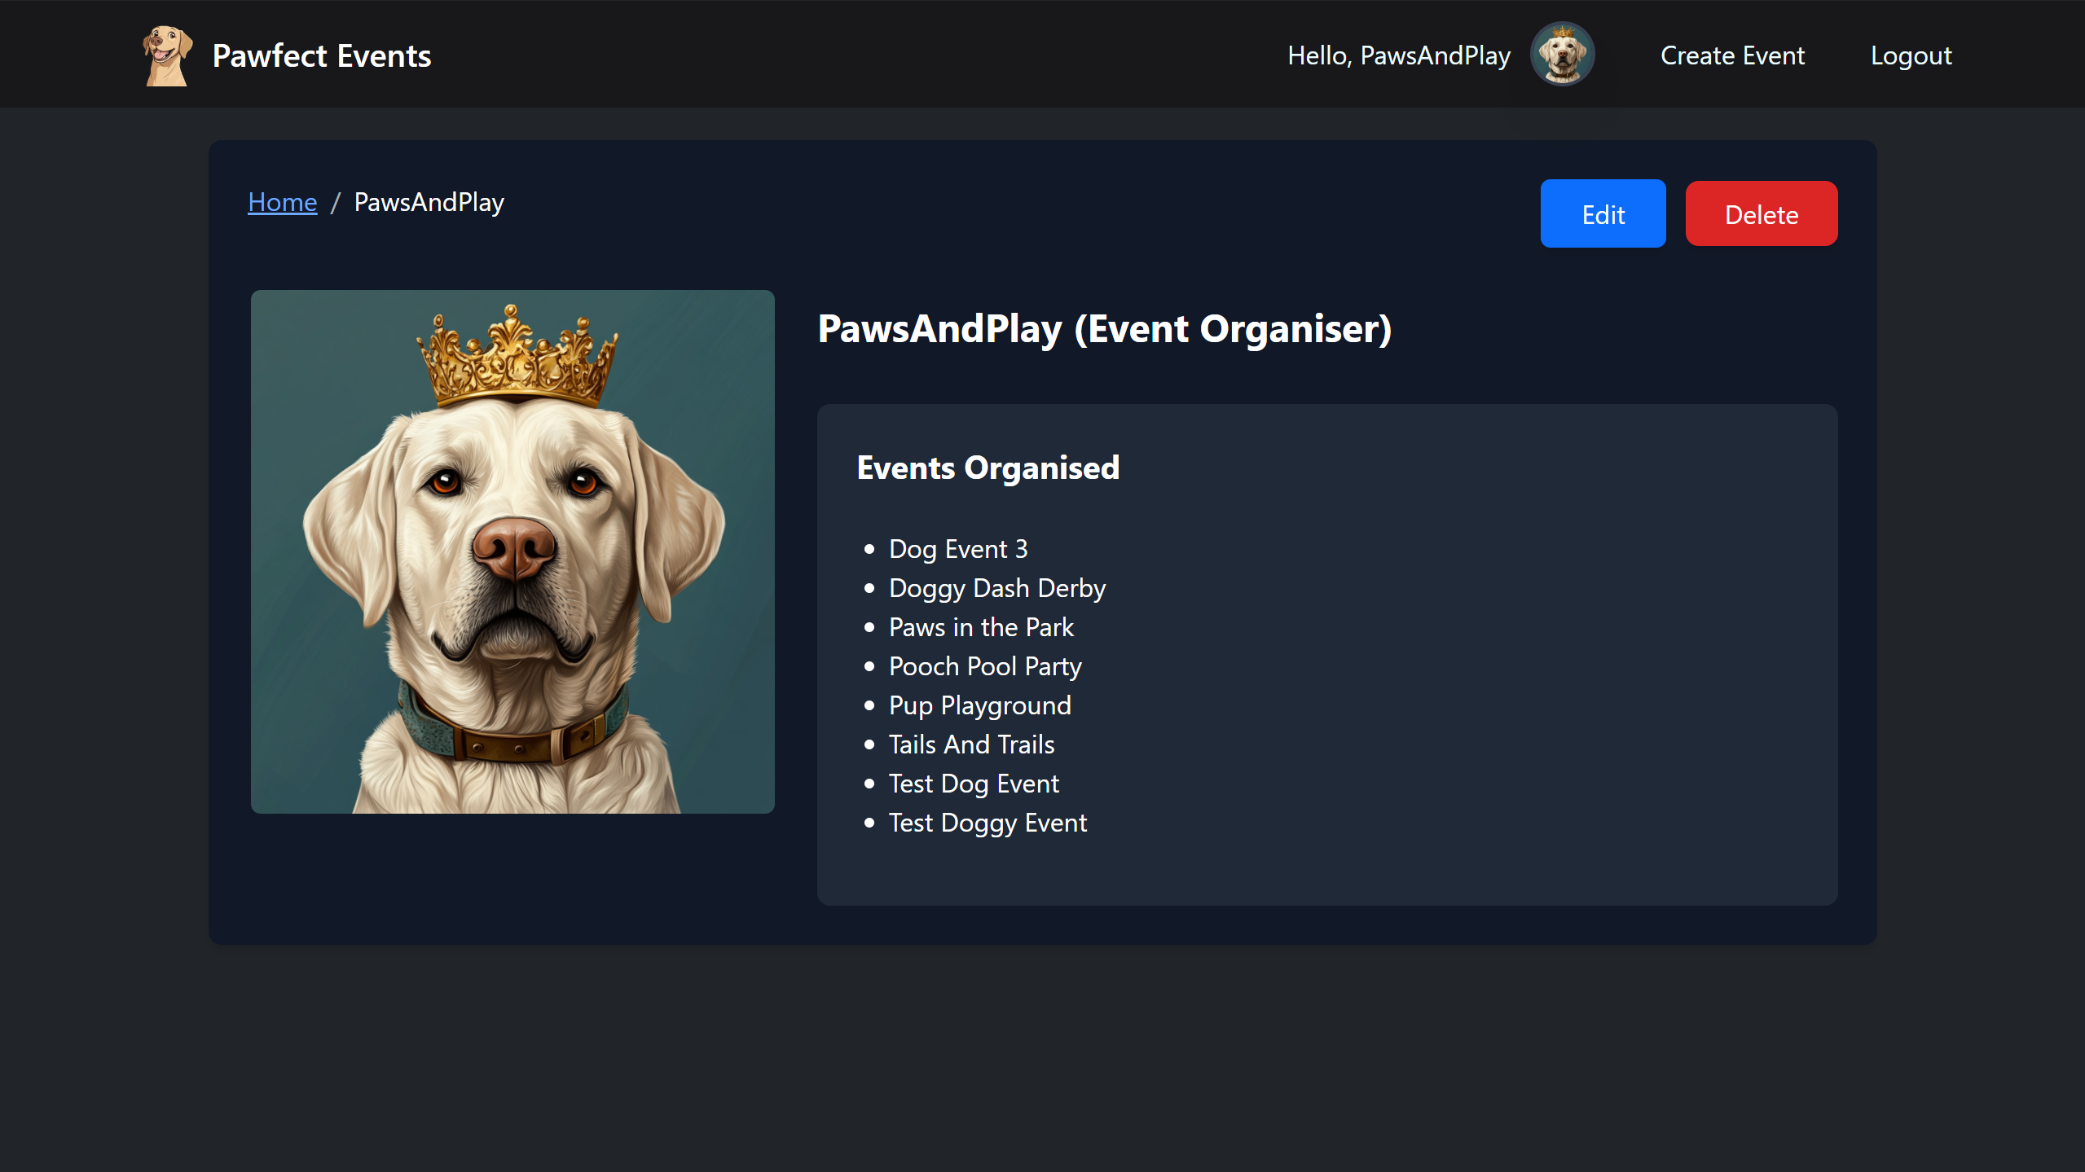 Pawfect Events
Hello, PawsAndPlay
Create Event
Logout
Home / PawsAndPlay
Edit
Delete
PawsAndPlay (Event Organiser)
Events Organised
Dog Event 3
Doggy Dash Derby
Paws in the Park
Pooch Pool Party
Pup Playground
Tails And Trails
Test Dog Event
Test Doggy Event